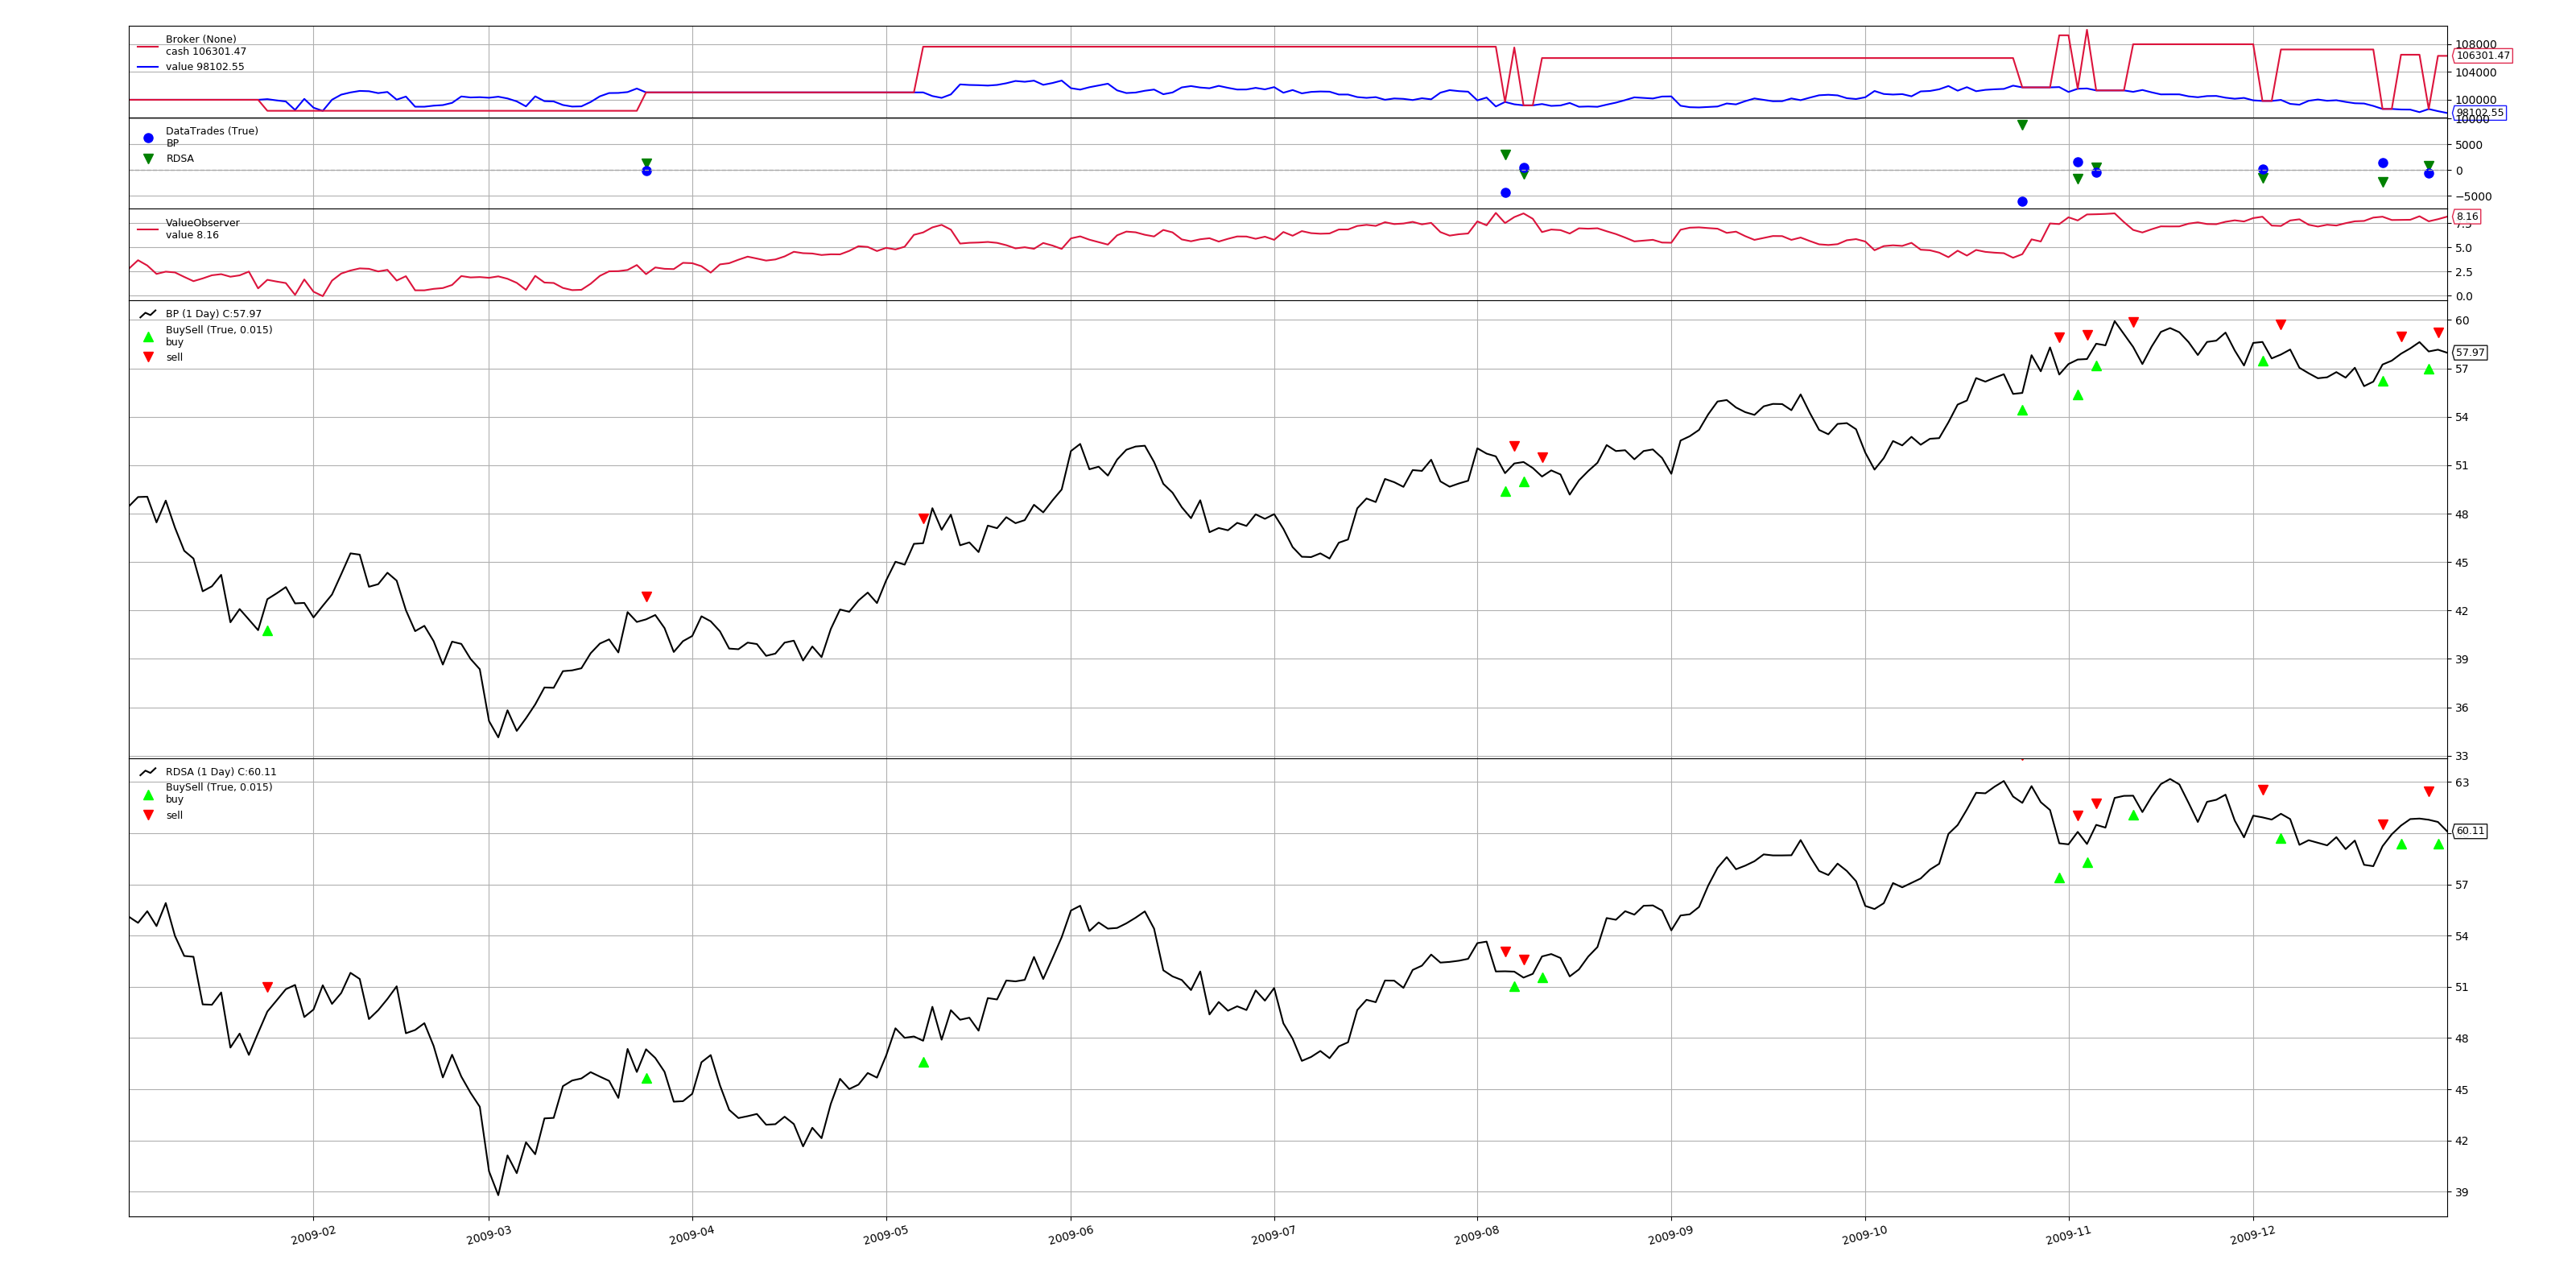 Broker (None)
cash 106301.47
value 98102.55
108000
106301.47
104000
100000
98102.55
10000
DataTrades (True)
BP
RDSA
5000
0
−5000
ValueObserver
value 8.16
8.16
7.5
5.0
2.5
0.0
BP (1 Day) C:57.97
BuySell (True, 0.015)
buy
sell
60
57.97
57
54
51
48
45
42
39
36
33
RDSA (1 Day) C:60.11
BuySell (True, 0.015)
buy
sell
63
60.11
57
54
51
48
45
42
39
2009-02
2009-03
2009-04
2009-05
2009-06
2009-07
2009-08
2009-09
2009-10
2009-11
2009-12